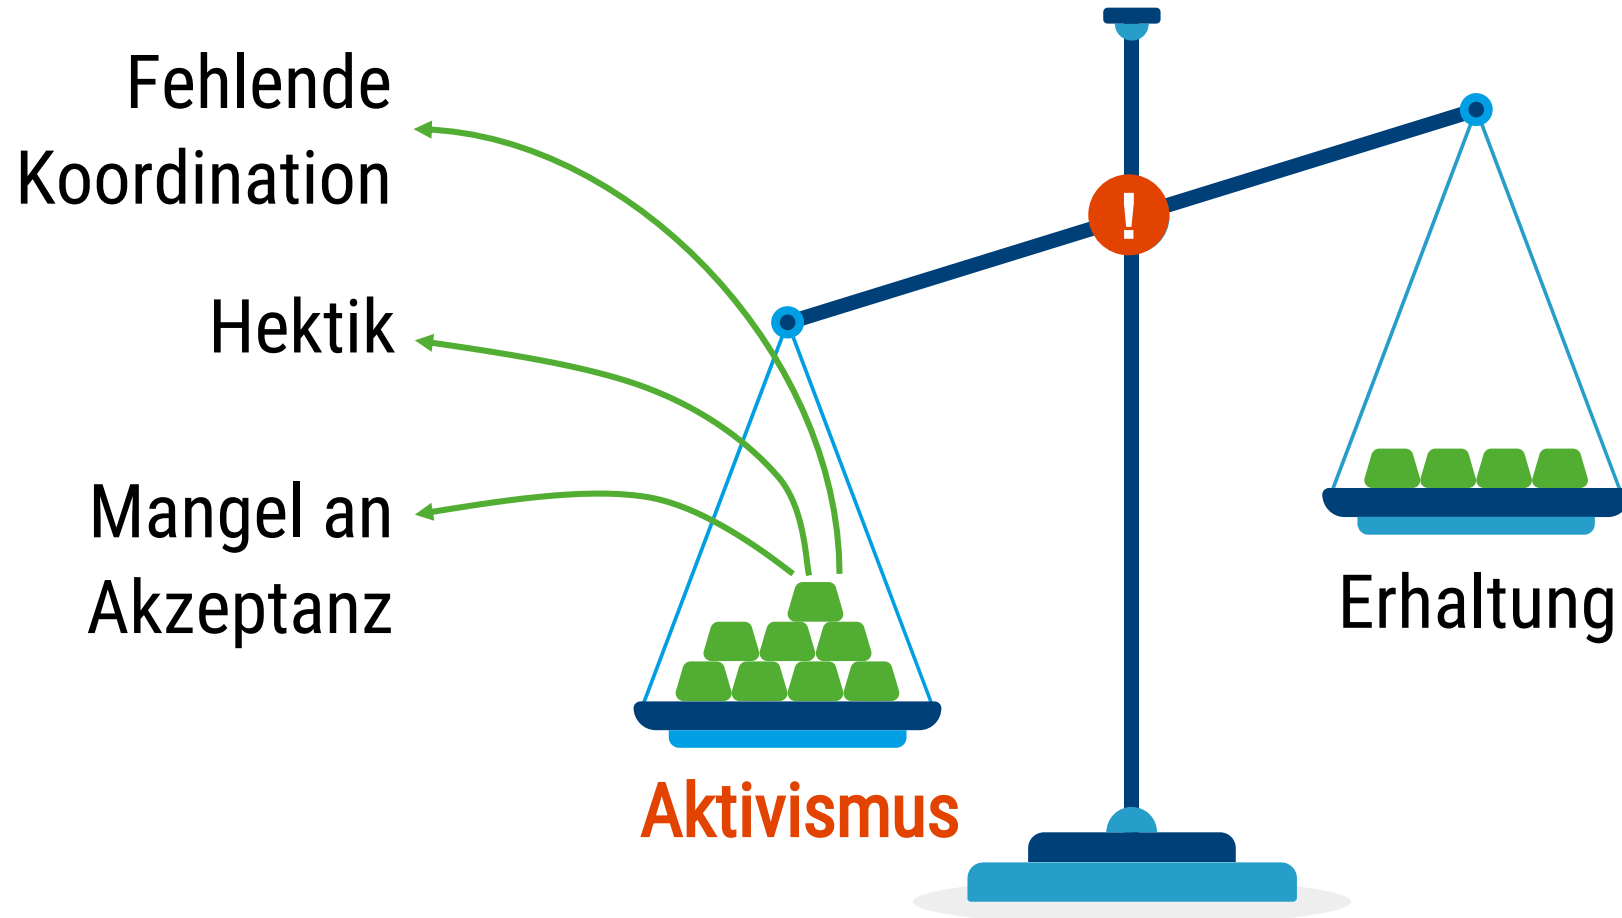 Fehlende
Koordination
Hektik
Mangel an
Akzeptanz
!
Erhaltung
Aktivismus